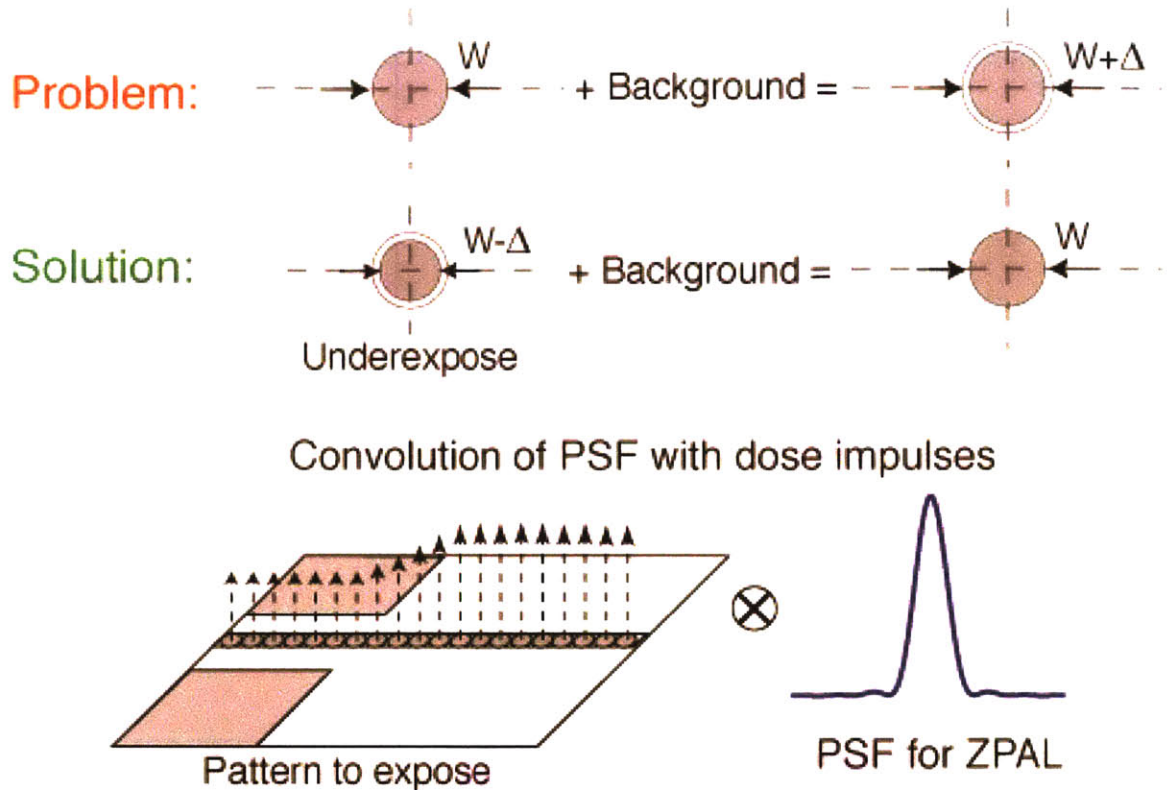 Problem: W + Background = W+Δ
Solution: W-Δ + Background = W
Underexpose
Convolution of PSF with dose impulses
Pattern to expose
PSF for ZPAL